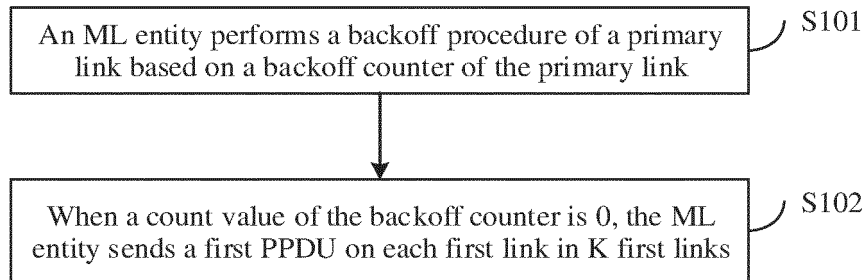 An ML entity performs a backoff procedure of a primary
link based on a backoff counter of the primary link
S101
When a count value of the backoff counter is 0, the ML
entity sends a first PPDU on each first link in K first links
S102